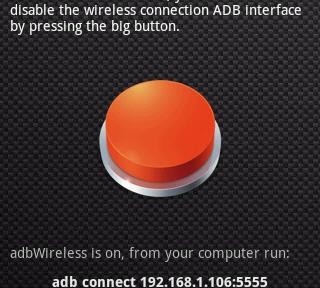 disable the wireless connection ADB interface
by pressing the big button.
adbWireless is on, from your computer run:
adb connect 192.168.1.106:5555